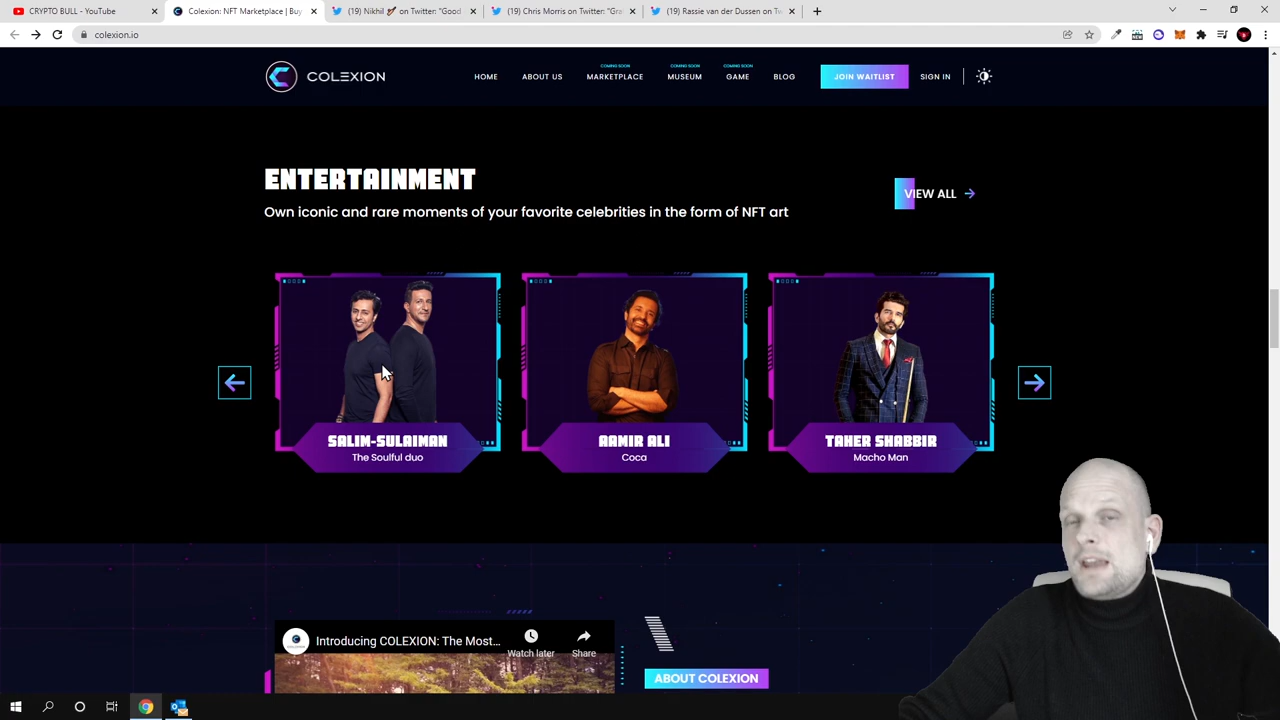 CRYPTO BULL - YouTube
Colexion: NFT Marketplace | Buy
(19) Nikhil 🚀 on Twitter: "Good
(19) Chris Morris on Twitter: "Gra
(19) Rassie van der Dussen on Tw
colexion.io
COLEXION
HOME
ABOUT US
COMING SOON
MARKETPLACE
COMING SOON
MUSEUM
COMING SOON
GAME
BLOG
JOIN WAITLIST
SIGN IN
ENTERTAINMENT
Own iconic and rare moments of your favorite celebrities in the form of NFT art
VIEW ALL →
SALIM-SULAIMAN
The Soulful duo
AAMIR ALI
Coca
TAHER SHABBIR
Macho Man
Introducing COLEXION: The Most...
Watch later
Share
ABOUT COLEXION